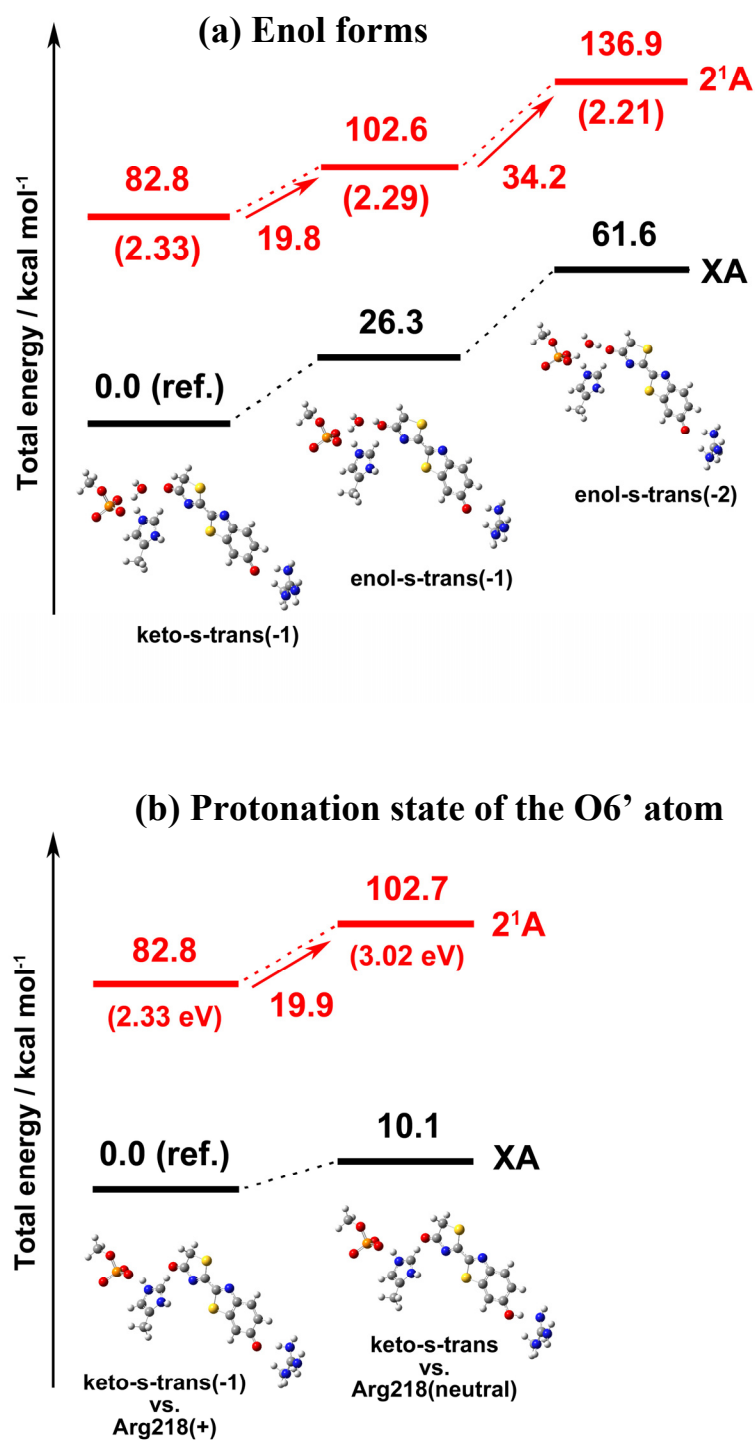 (a) Enol forms
136.9
2¹A
(2.21)
102.6
(2.29)
34.2
82.8
(2.33)
19.8
61.6
XA
26.3
0.0 (ref.)
Total energy / kcal mol⁻¹
enol-s-trans(-2)
enol-s-trans(-1)
keto-s-trans(-1)
(b) Protonation state of the O6’ atom
102.7
2¹A
(3.02 eV)
82.8
(2.33 eV)
19.9
10.1
XA
0.0 (ref.)
Total energy / kcal mol⁻¹
keto-s-trans(-1)
vs.
Arg218(+)
keto-s-trans
vs.
Arg218(neutral)